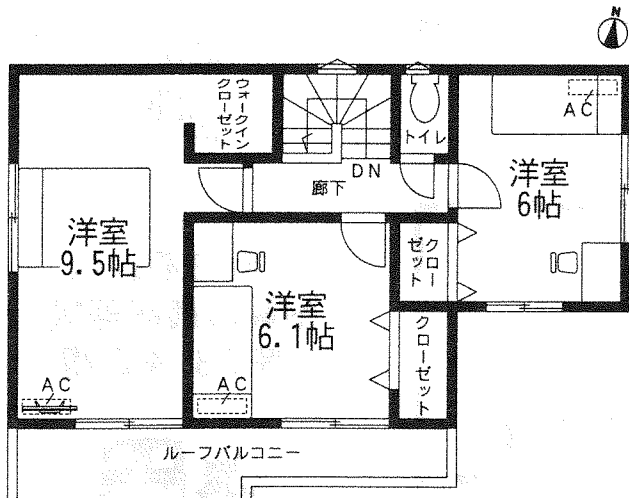 N
ウォークイン
クローゼット
トイレ
AC
DN
廊下
洋室
6帖
洋室
9.5帖
クロー
ゼット
洋室
6.1帖
クローゼット
AC
AC
ルーフバルコニー